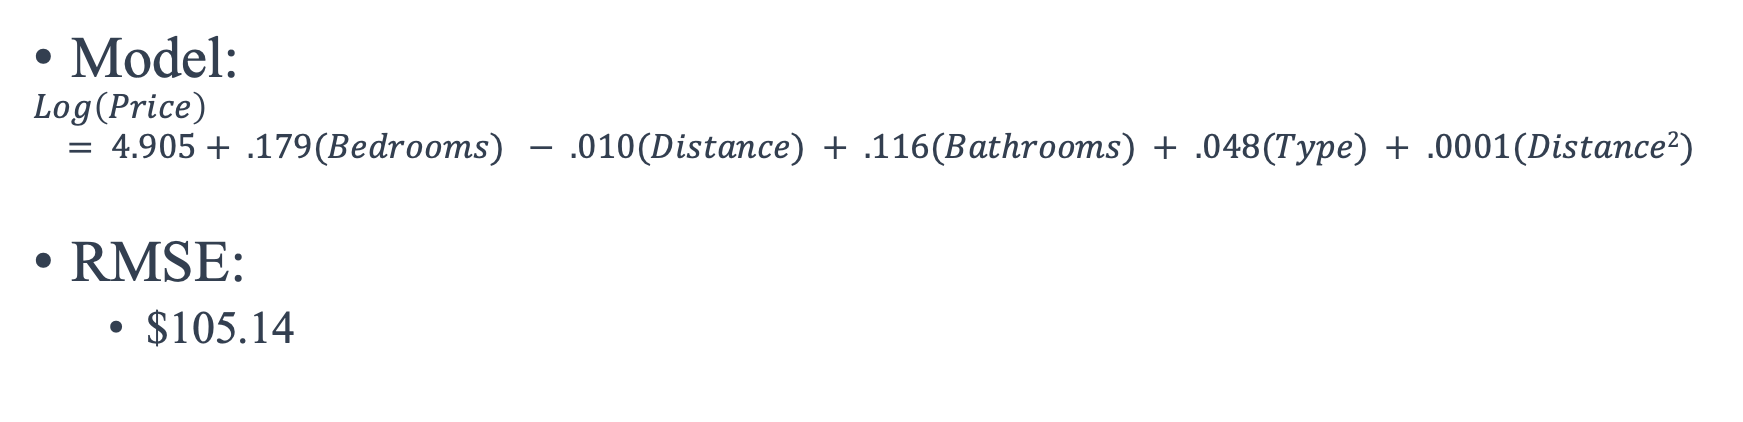 • Model:
Log(Price)
= 4.905 + .179(Bedrooms) − .010(Distance) + .116(Bathrooms) + .048(Type) + .0001(Distance²)
• RMSE:
• $105.14